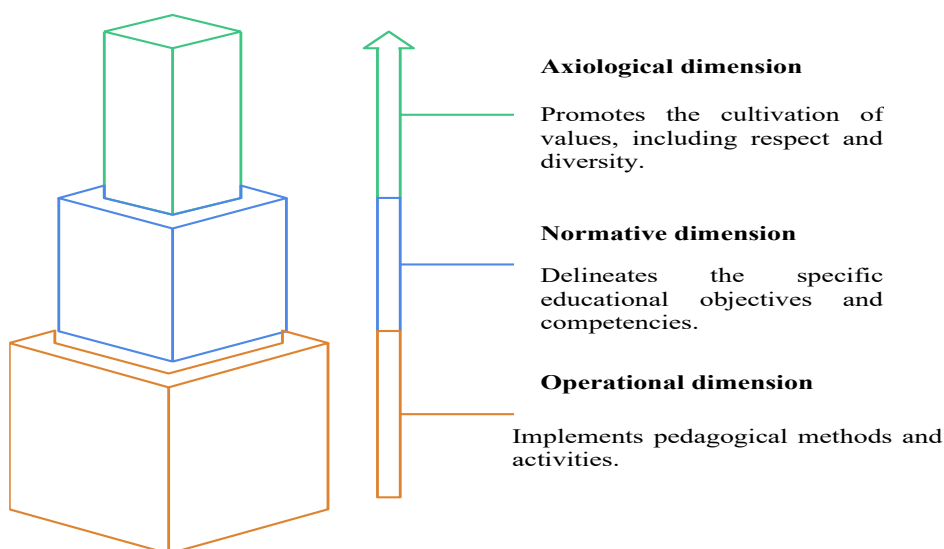 Axiological dimension
Promotes the cultivation of
values, including respect and
diversity.
Normative dimension
Delineates the specific
educational objectives and
competencies.
Operational dimension
Implements pedagogical methods and
activities.